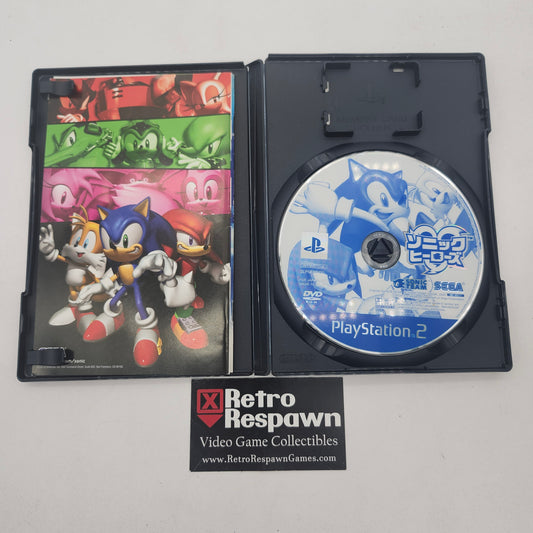 ソニック
ヒーローズ
SEGA
DVD
PlayStation 2
Retro
Respawn
Video Game Collectibles
www.RetroRespawnGames.com